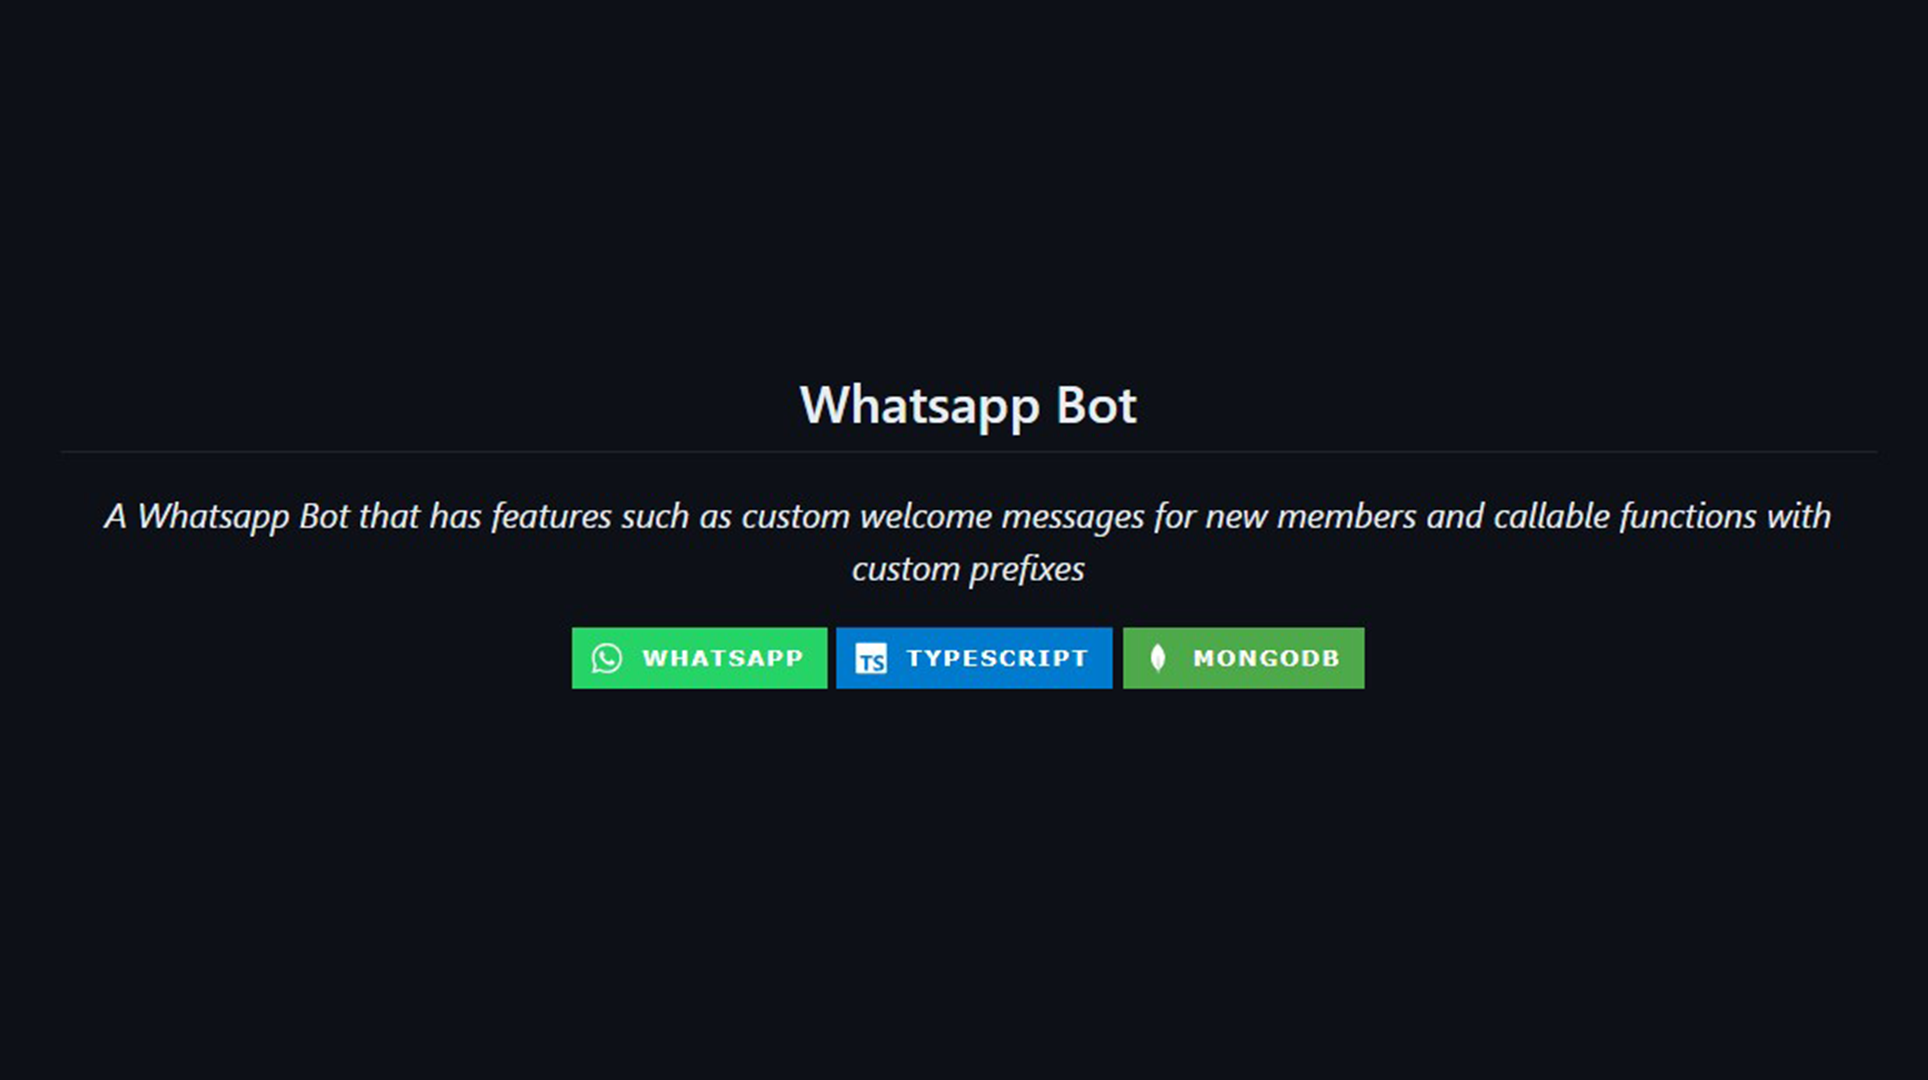 Whatsapp Bot
A Whatsapp Bot that has features such as custom welcome messages for new members and callable functions with
custom prefixes
WHATSAPP TS TYPESCRIPT MONGODB